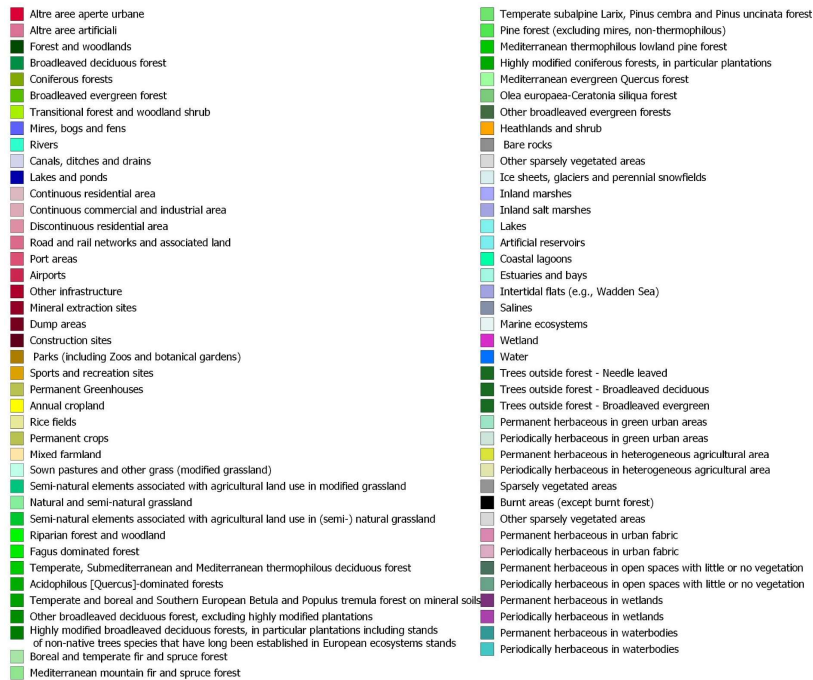 Altre aree aperte urbane
Altre aree artificiali
Forest and woodlands
Broadleaved deciduous forest
Coniferous forests
Broadleaved evergreen forest
Transitional forest and woodland shrub
Mires, bogs and fens
Rivers
Canals, ditches and drains
Lakes and ponds
Continuous residential area
Continuous commercial and industrial area
Discontinuous residential area
Road and rail networks and associated land
Port areas
Airports
Other infrastructure
Mineral extraction sites
Dump areas
Construction sites
Parks (including Zoos and botanical gardens)
Sports and recreation sites
Permanent Greenhouses
Annual cropland
Rice fields
Permanent crops
Mixed farmland
Sown pastures and other grass (modified grassland)
Semi-natural elements associated with agricultural land use in modified grassland
Natural and semi-natural grassland
Semi-natural elements associated with agricultural land use in (semi-) natural grassland
Riparian forest and woodland
Fagus dominated forest
Temperate, Submediterranean and Mediterranean thermophilous deciduous forest
Acidophilous [Quercus]-dominated forests
Temperate and boreal and Southern European Betula and Populus tremula forest on mineral soils
Other broadleaved deciduous forest, excluding highly modified plantations
Highly modified broadleaved deciduous forests, in particular plantations including stands
of non-native trees species that have long been established in European ecosystems stands
Boreal and temperate fir and spruce forest
Mediterranean mountain fir and spruce forest
Temperate subalpine Larix, Pinus cembra and Pinus uncinata forest
Pine forest (excluding mires, non-thermophilous)
Mediterranean thermophilous lowland pine forest
Highly modified coniferous forests, in particular plantations
Mediterranean evergreen Quercus forest
Olea europaea-Ceratonia siliqua forest
Other broadleaved evergreen forests
Heathlands and shrub
Bare rocks
Other sparsely vegetated areas
Ice sheets, glaciers and perennial snowfields
Inland marshes
Inland salt marshes
Lakes
Artificial reservoirs
Coastal lagoons
Estuaries and bays
Intertidal flats (e.g., Wadden Sea)
Salines
Marine ecosystems
Wetland
Water
Trees outside forest - Needle leaved
Trees outside forest - Broadleaved deciduous
Trees outside forest - Broadleaved evergreen
Permanent herbaceous in green urban areas
Periodically herbaceous in green urban areas
Permanent herbaceous in heterogeneous agricultural area
Periodically herbaceous in heterogeneous agricultural area
Sparsely vegetated areas
Burnt areas (except burnt forest)
Other sparsely vegetated areas
Permanent herbaceous in urban fabric
Periodically herbaceous in urban fabric
Permanent herbaceous in open spaces with little or no vegetation
Periodically herbaceous in open spaces with little or no vegetation
Permanent herbaceous in wetlands
Periodically herbaceous in wetlands
Permanent herbaceous in waterbodies
Periodically herbaceous in waterbodies